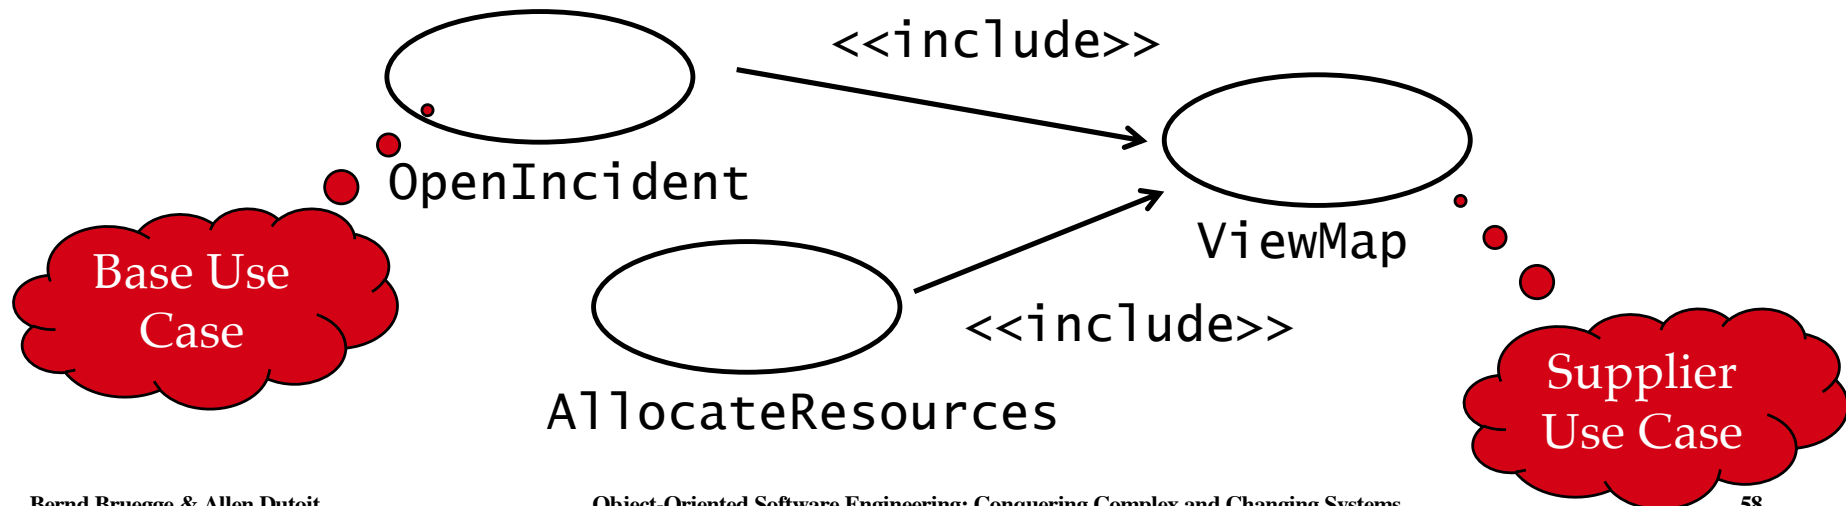 <<include>>
OpenIncident
ViewMap
Base Use
Case
<<include>>
AllocateResources
Supplier
Use Case
Bernd Bruegge & Allen Dutoit
Object-Oriented Software Engineering: Conquering Complex and Changing Systems
58